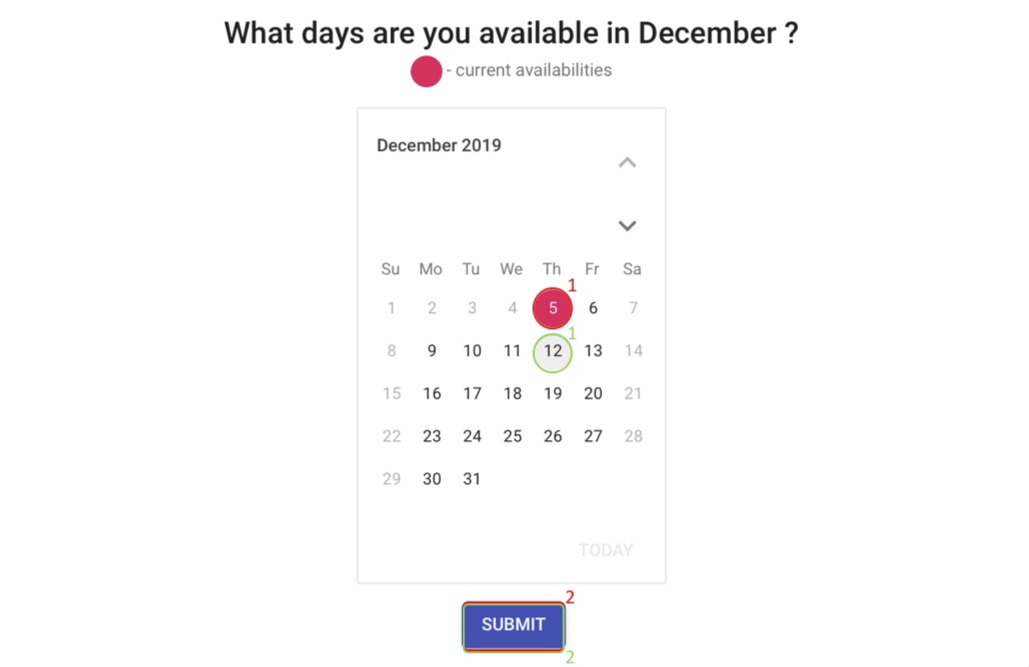 What days are you available in December ?
- current availabilities
December 2019
Su Mo Tu We Th Fr Sa
1
1 2 3 4 5 6 7
1
8 9 10 11 12 13 14
15 16 17 18 19 20 21
22 23 24 25 26 27 28
29 30 31
TODAY
2
SUBMIT
2